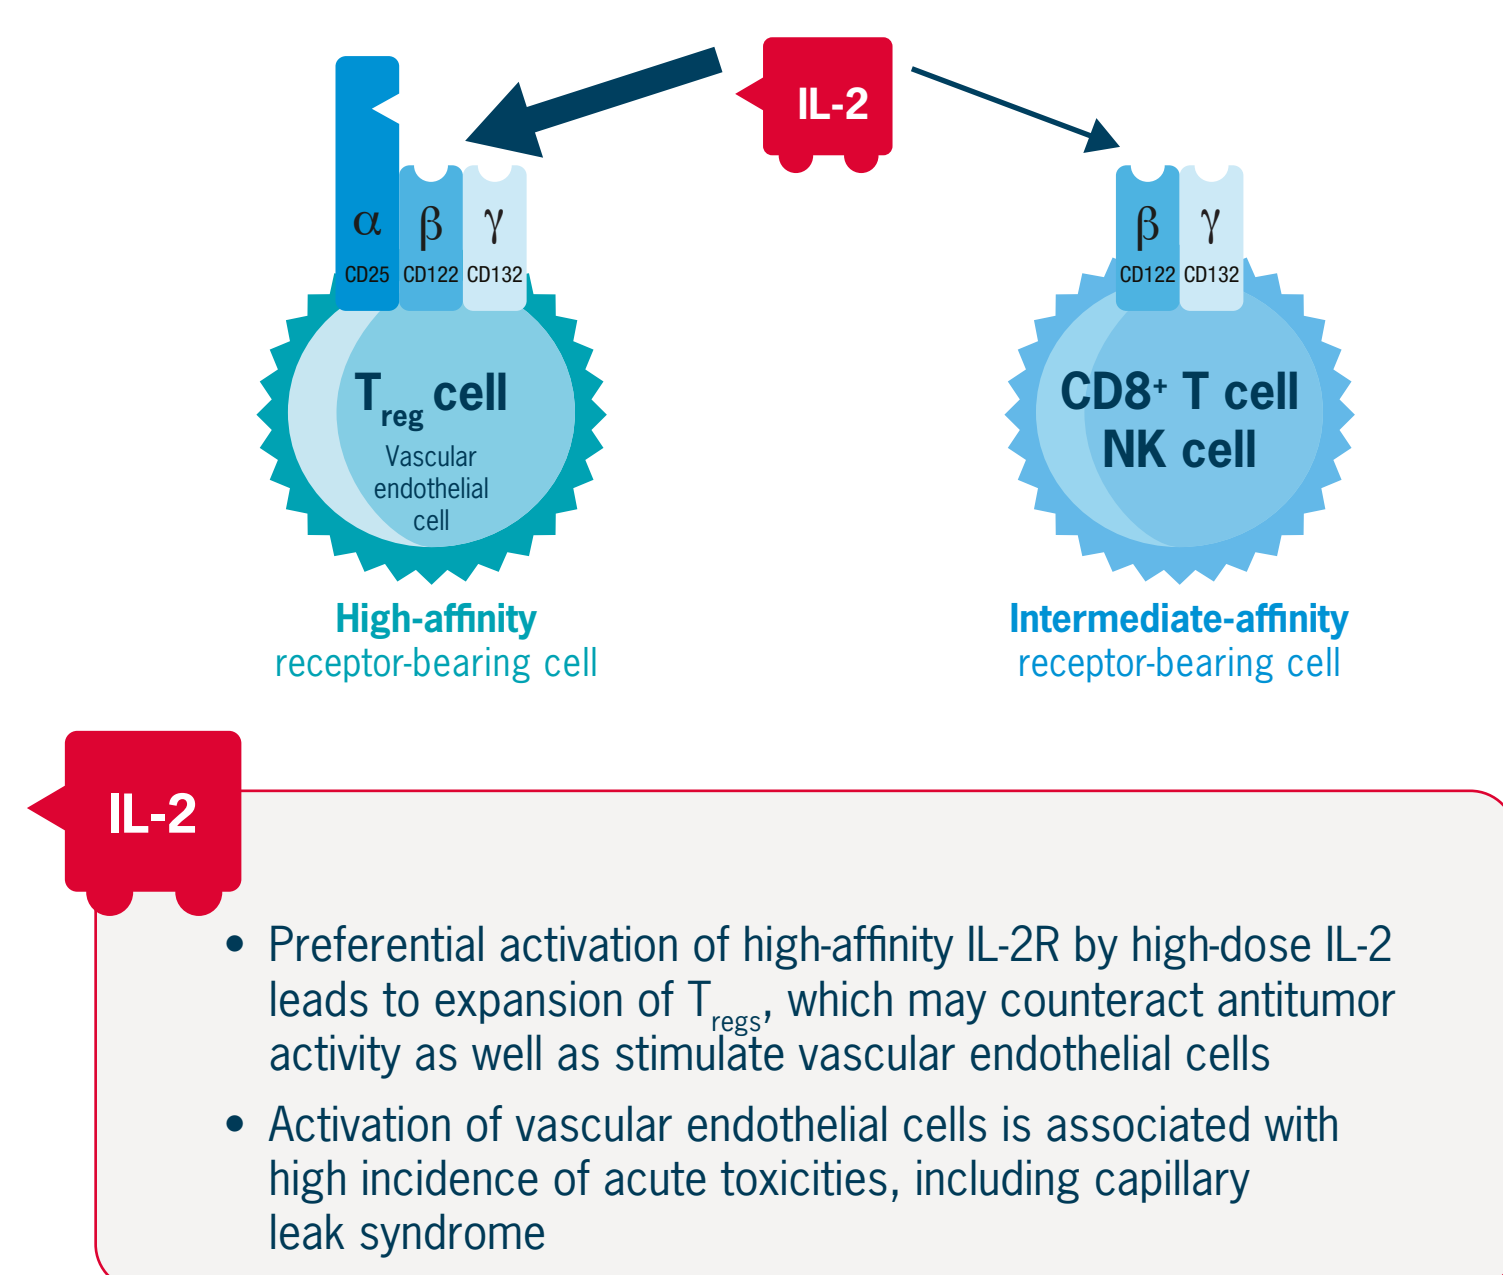 IL-2
α β γ
CD25 CD122 CD132
β γ
CD122 CD132
Treg cell
Vascular
endothelial
cell
CD8+ T cell
NK cell
High-affinity
receptor-bearing cell
Intermediate-affinity
receptor-bearing cell
IL-2
• Preferential activation of high-affinity IL-2R by high-dose IL-2
leads to expansion of Tregs, which may counteract antitumor
activity as well as stimulate vascular endothelial cells
• Activation of vascular endothelial cells is associated with
high incidence of acute toxicities, including capillary
leak syndrome